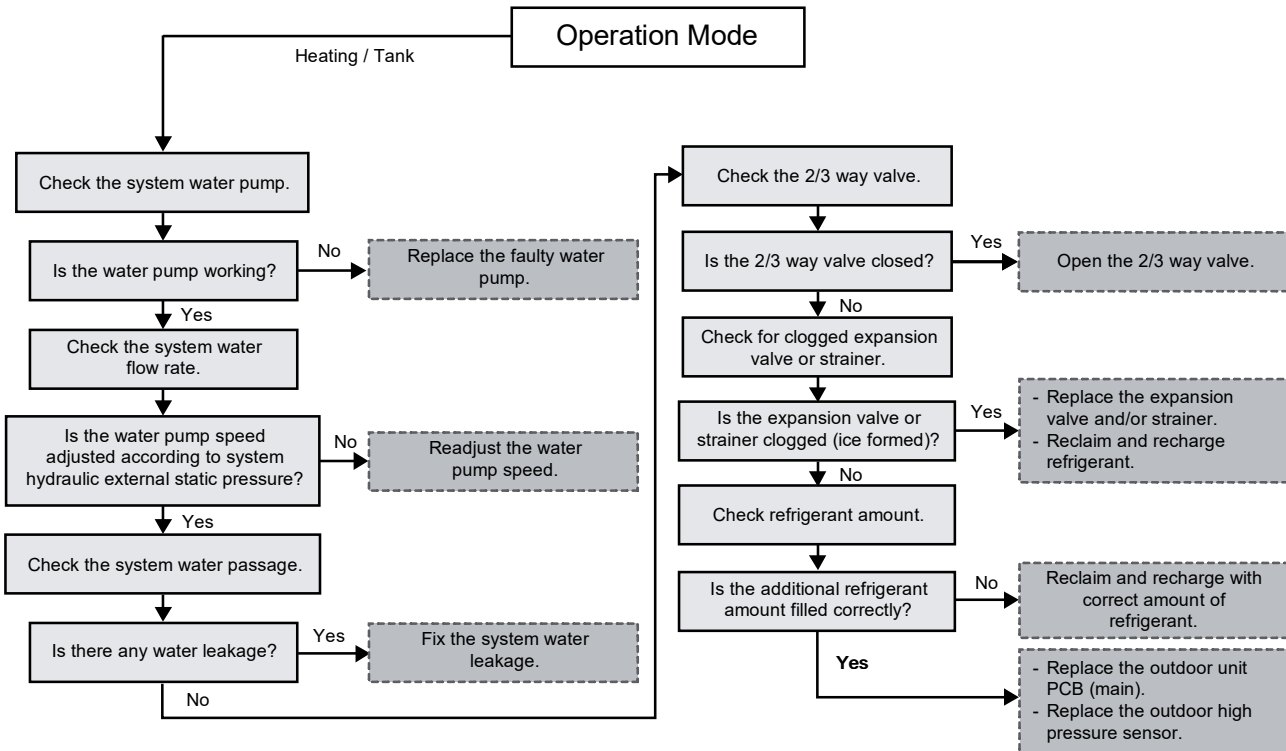 Operation Mode
Heating / Tank
Check the system water pump.
Is the water pump working?
No
Replace the faulty water
pump.
Yes
Check the system water
flow rate.
Is the water pump speed
adjusted according to system
hydraulic external static pressure?
No
Readjust the water
pump speed.
Yes
Check the system water passage.
Is there any water leakage?
Yes
Fix the system water
leakage.
No
Check the 2/3 way valve.
Is the 2/3 way valve closed?
Yes
Open the 2/3 way valve.
No
Check for clogged expansion
valve or strainer.
Is the expansion valve or
strainer clogged (ice formed)?
Yes
- Replace the expansion
valve and/or strainer.
- Reclaim and recharge
refrigerant.
No
Check refrigerant amount.
Is the additional refrigerant
amount filled correctly?
No
Reclaim and recharge with
correct amount of
refrigerant.
Yes
- Replace the outdoor unit
PCB (main).
- Replace the outdoor high
pressure sensor.